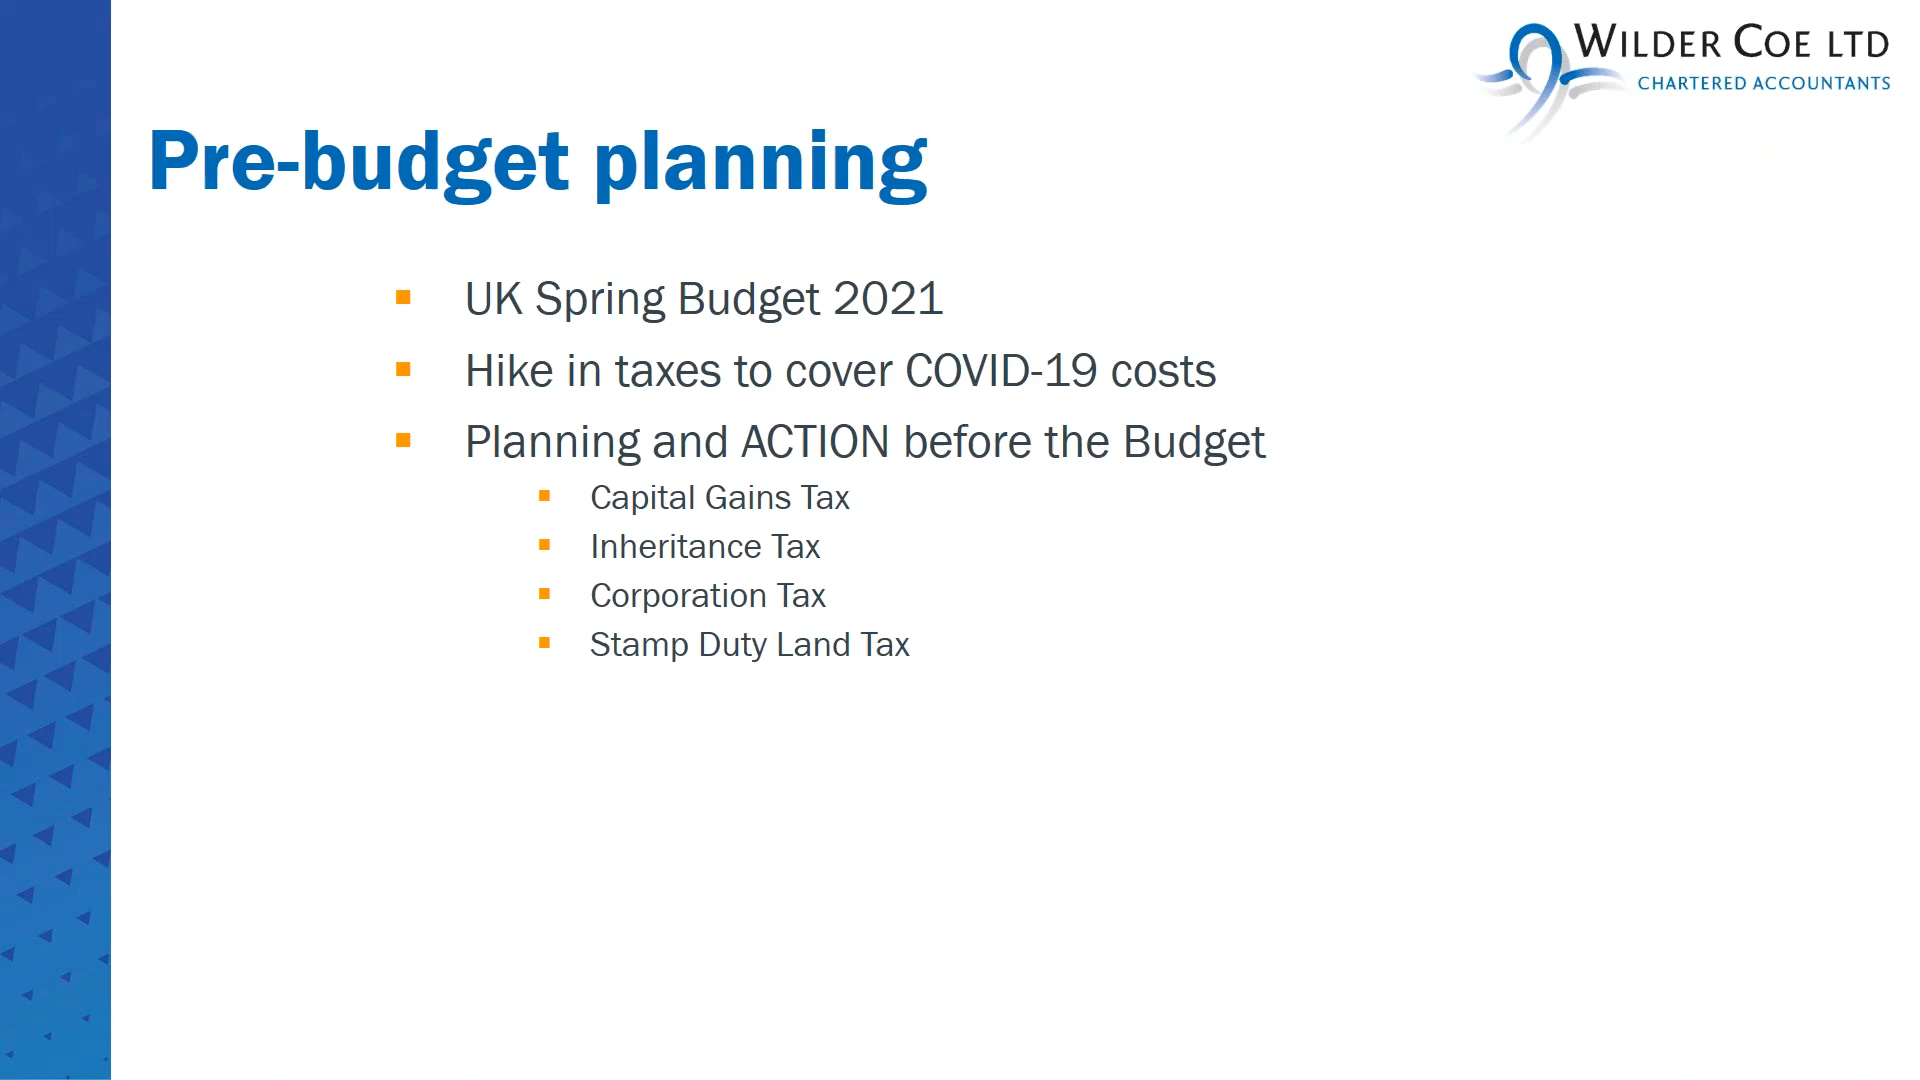 WILDER COE LTD
CHARTERED ACCOUNTANTS
Pre-budget planning
UK Spring Budget 2021
Hike in taxes to cover COVID-19 costs
Planning and ACTION before the Budget
Capital Gains Tax
Inheritance Tax
Corporation Tax
Stamp Duty Land Tax